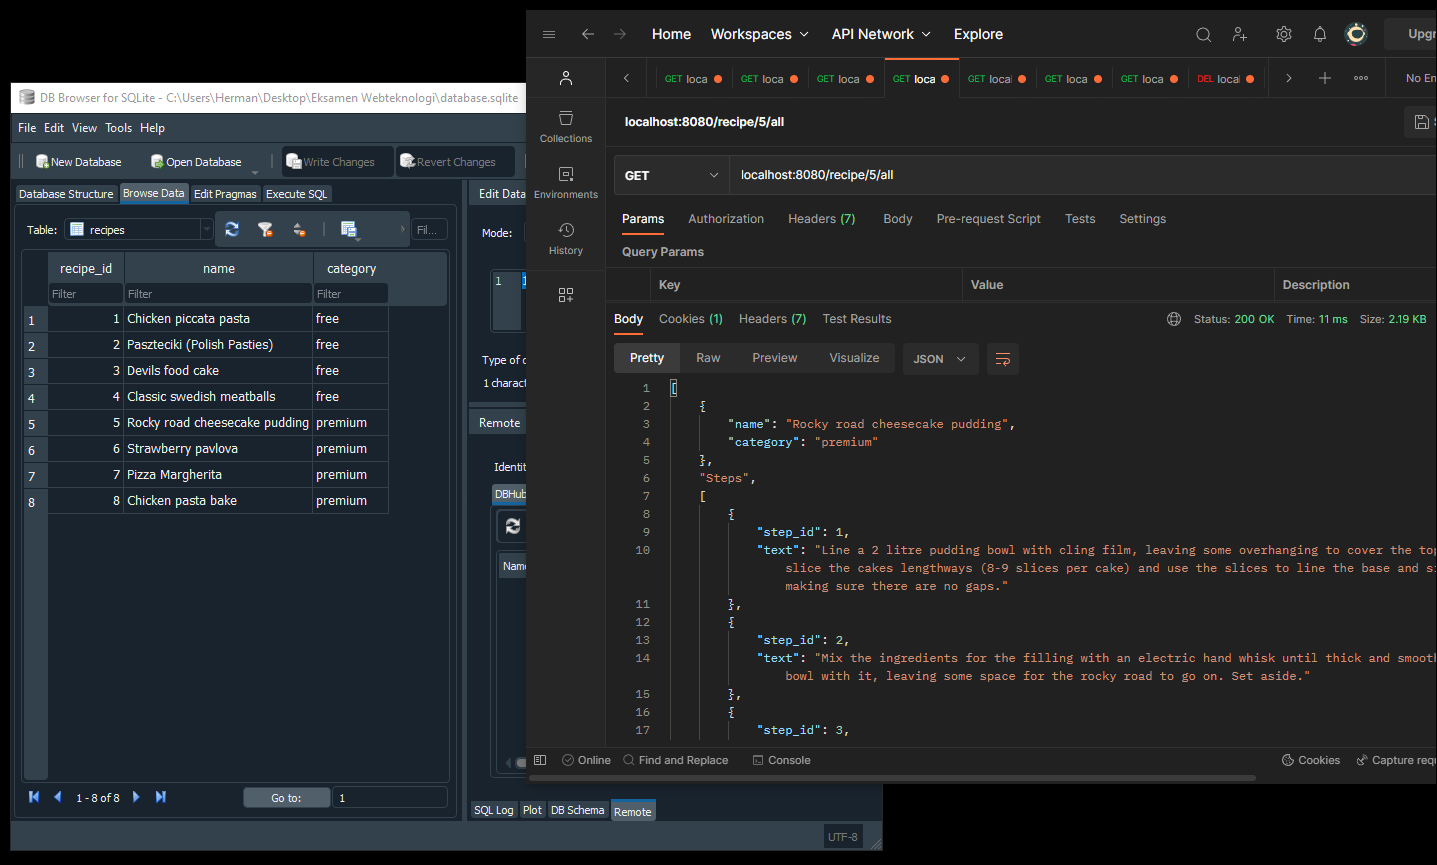 DB Browser for SQLite - C:\Users\Herman\Desktop\Eksamen Webteknologi\database.sqlite
File Edit View Tools Help
New Database Open Database Write Changes Revert Changes
Database Structure Browse Data Edit Pragmas Execute SQL
Table: recipes Fil...
recipe_id name category
Filter Filter Filter
1 1 Chicken piccata pasta free
2 2 Paszteciki (Polish Pasties) free
3 3 Devils food cake free
4 4 Classic swedish meatballs free
5 5 Rocky road cheesecake pudding premium
6 6 Strawberry pavlova premium
7 7 Pizza Margherita premium
8 8 Chicken pasta bake premium
1 - 8 of 8 Go to: 1
Edit Data
Mode:
1 1
Type of
1 charact
Remote
Identit
DBHub
Name
SQL Log Plot DB Schema Remote
UTF-8
Home Workspaces API Network Explore
Upgr
GET loca GET loca GET loca GET loca GET local GET loca GET loca DEL local No En
Collections
Environments
History
localhost:8080/recipe/5/all
GET localhost:8080/recipe/5/all
Params Authorization Headers (7) Body Pre-request Script Tests Settings
Query Params
Key Value Description
Body Cookies (1) Headers (7) Test Results Status: 200 OK Time: 11 ms Size: 2.19 KB
Pretty Raw Preview Visualize JSON
1 [
2 {
3 "name": "Rocky road cheesecake pudding",
4 "category": "premium"
5 },
6 "Steps",
7 [
8 {
9 "step_id": 1,
10 "text": "Line a 2 litre pudding bowl with cling film, leaving some overhanging to cover the top
slice the cakes lengthways (8-9 slices per cake) and use the slices to line the base and si
making sure there are no gaps."
11 },
12 {
13 "step_id": 2,
14 "text": "Mix the ingredients for the filling with an electric hand whisk until thick and smooth
bowl with it, leaving some space for the rocky road to go on. Set aside."
15 },
16 {
17 "step_id": 3,
Online Find and Replace Console Cookies Capture requ